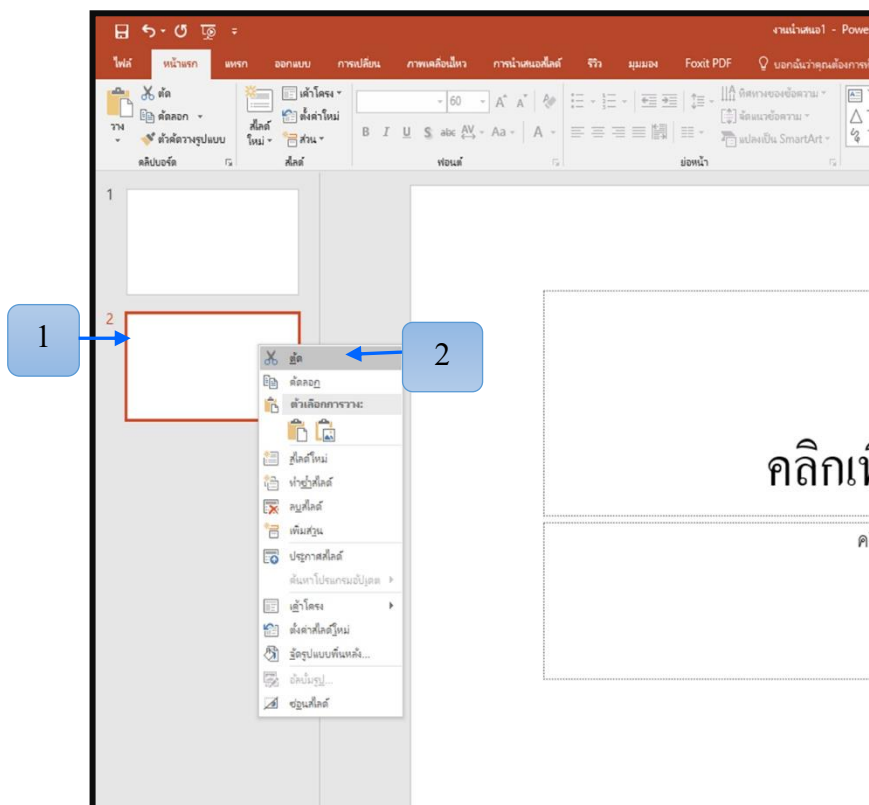 งานนำเสนอ1 - Powe
ไฟล์ หน้าแรก แทรก ออกแบบ การเปลี่ยน ภาพเคลื่อนไหว การนำเสนอสไลด์ รีวิว มุมมอง Foxit PDF บอกฉันว่าคุณต้องการท
วาง
ตัด
คัดลอก
ตัวคัดวางรูปแบบ
คลิปบอร์ด
สไลด์
ใหม่
เค้าโครง
ตั้งค่าใหม่
ส่วน
สไลด์
60 A A
B I U S abc AV Aa A
ฟอนต์
ทิศทางของข้อความ
จัดแนวข้อความ
แปลงเป็น SmartArt
ย่อหน้า
1
2
1
2
ตัด
คัดลอก
ตัวเลือกการวาง:
สไลด์ใหม่
ทำซ้ำสไลด์
ลบสไลด์
เพิ่มส่วน
ประกาศสไลด์
ค้นหาโปรแกรมอัปเดต
เค้าโครง
ตั้งค่าสไลด์ใหม่
จัดรูปแบบพื้นหลัง...
อัลบั้มรูป...
ซ่อนสไลด์
คลิกเพื
ค